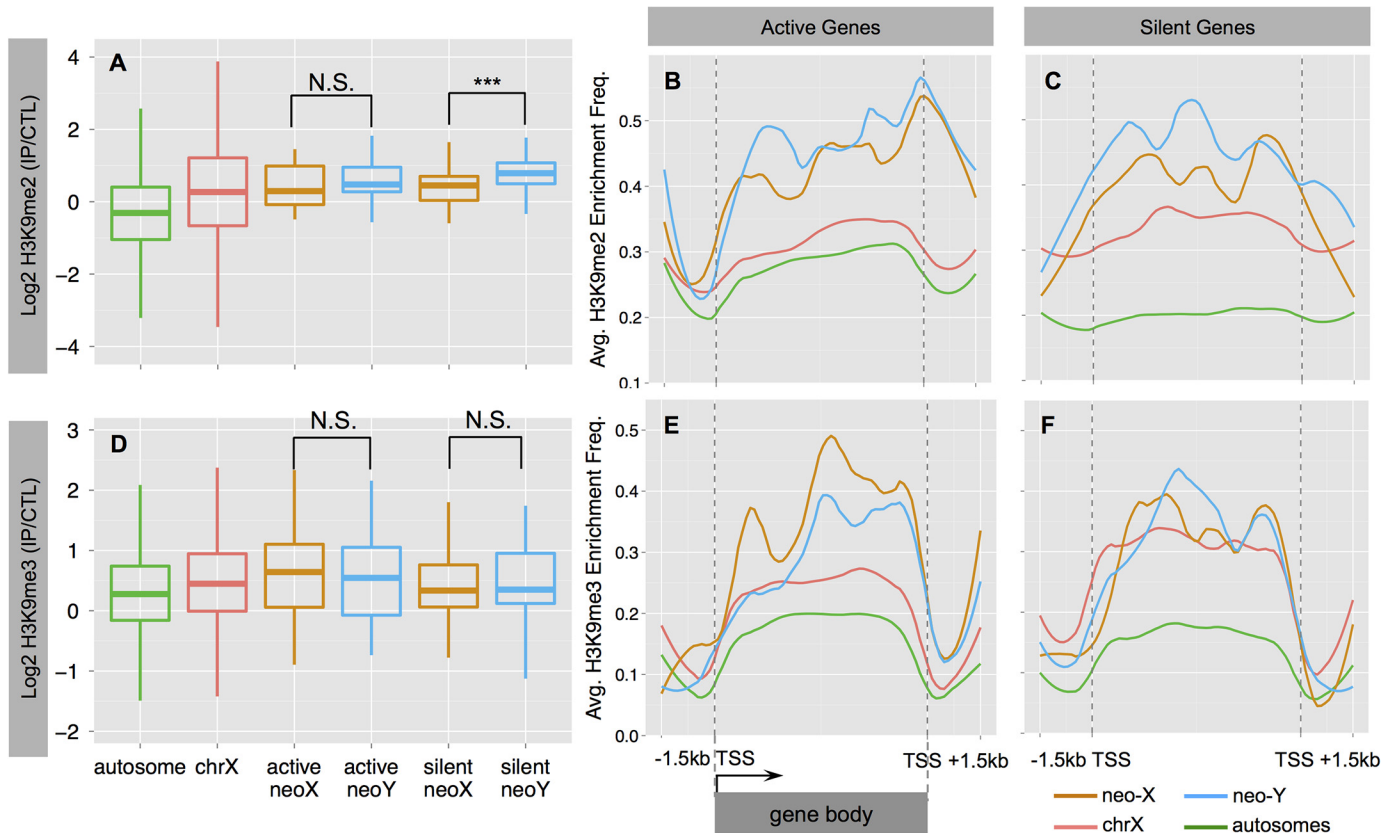 Active Genes
Silent Genes
Log2 H3K9me2 (IP/CTL)
A
N.S.
***
4
2
0
−2
−4
Avg. H3K9me2 Enrichment Freq.
B
0.5
0.4
0.3
0.2
0.1
C
Log2 H3K9me3 (IP/CTL)
D
N.S.
N.S.
3
2
1
0
−1
−2
autosome
chrX
active neoX
active neoY
silent neoX
silent neoY
Avg. H3K9me3 Enrichment Freq.
E
0.5
0.4
0.3
0.2
0.1
0.0
F
-1.5kb TSS
TSS +1.5kb
-1.5kb TSS
TSS +1.5kb
gene body
neo-X
neo-Y
chrX
autosomes